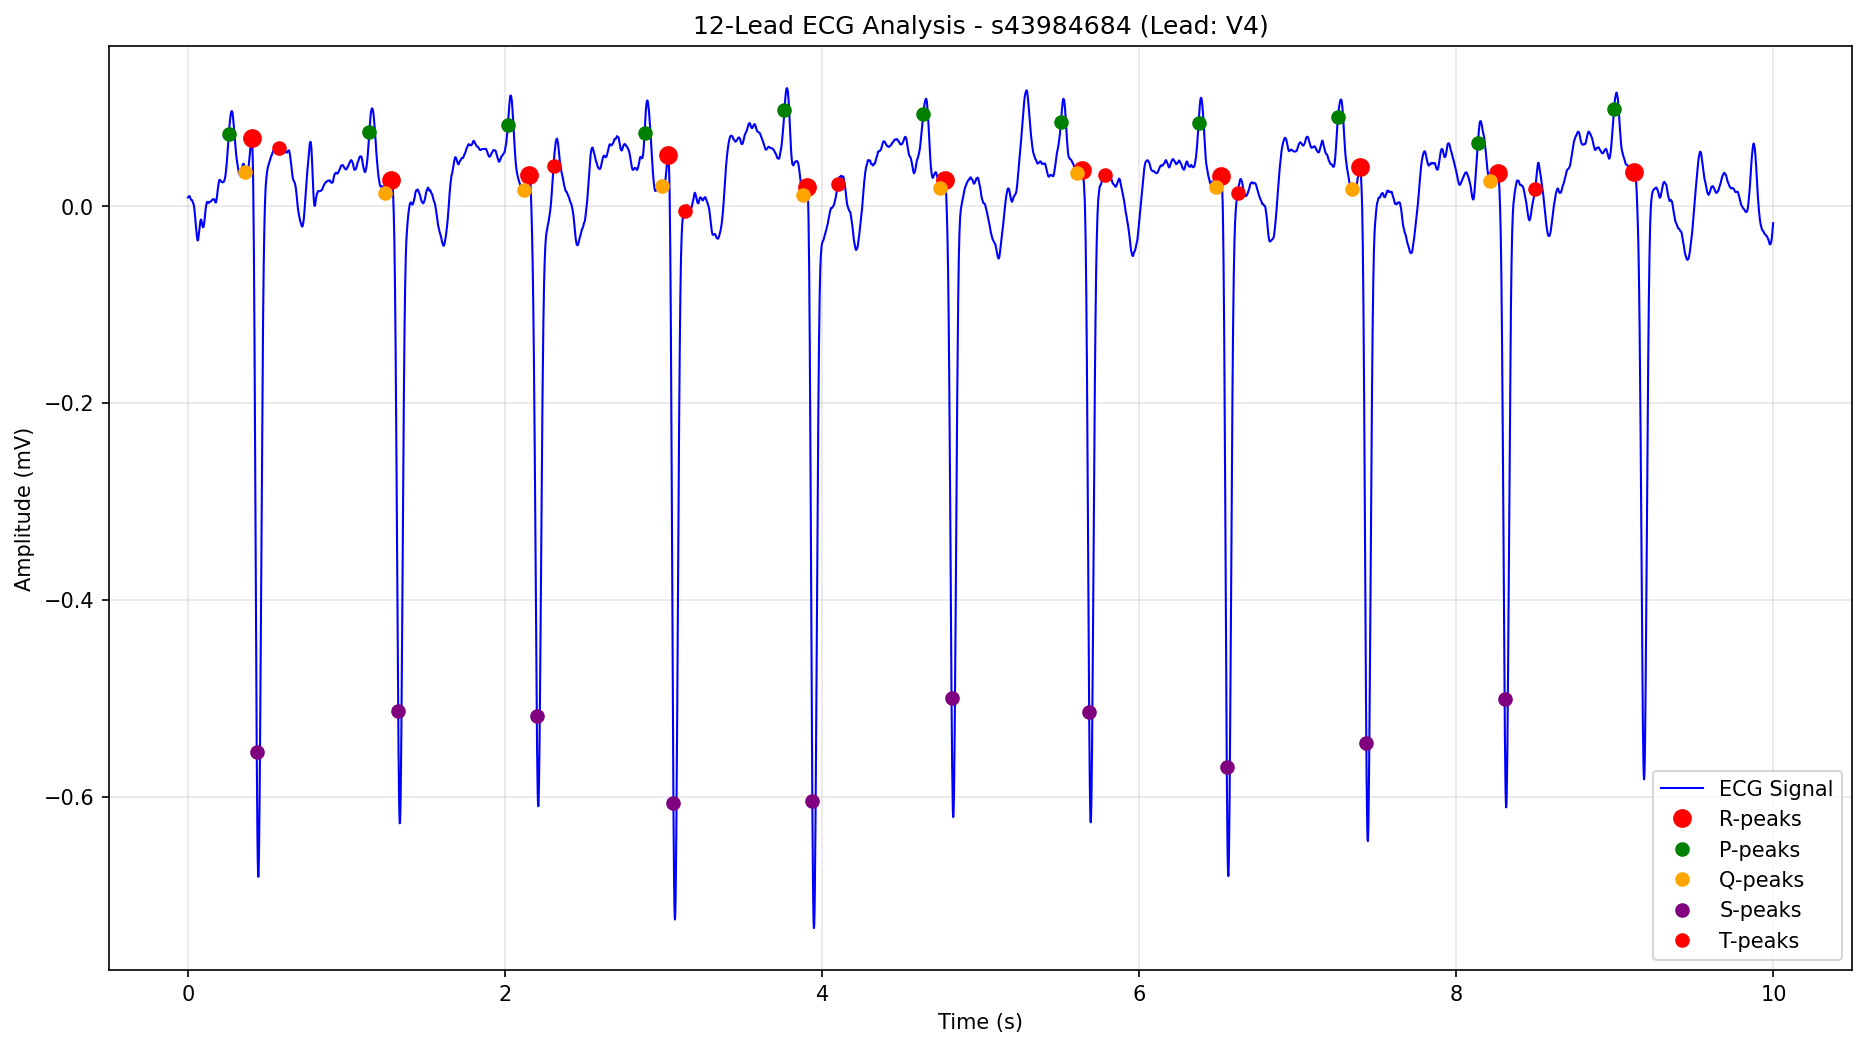 12-Lead ECG Analysis - s43984684 (Lead: V4)
Amplitude (mV)
0.0
−0.2
−0.4
−0.6
0
2
4
6
8
10
Time (s)
ECG Signal
R-peaks
P-peaks
Q-peaks
S-peaks
T-peaks